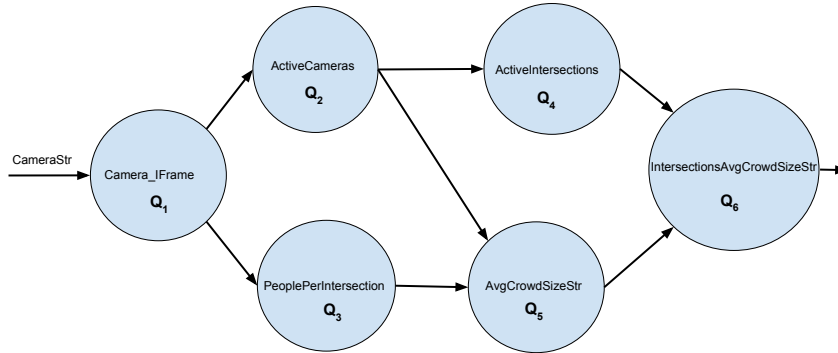 CameraStr
Camera_IFrame
Q1
ActiveCameras
Q2
PeoplePerIntersection
Q3
ActiveIntersections
Q4
AvgCrowdSizeStr
Q5
IntersectionsAvgCrowdSizeStr
Q6